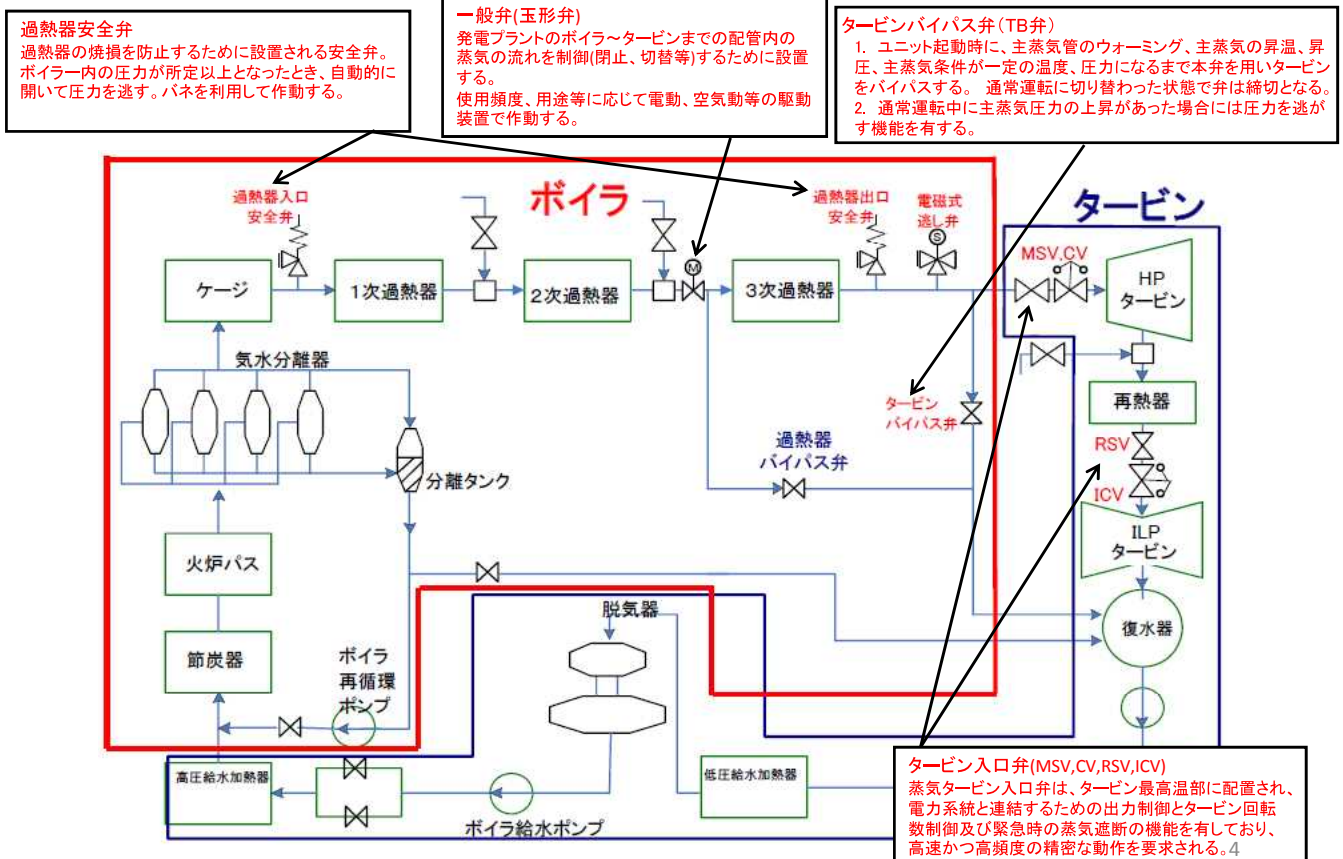 過熱器安全弁
過熱器の焼損を防止するために設置される安全弁。
ボイラー内の圧力が所定以上となったとき、自動的に
開いて圧力を逃す。バネを利用して作動する。
一般弁(玉形弁)
発電プラントのボイラ～タービンまでの配管内の
蒸気の流れを制御(閉止、切替等)するために設置
する。
使用頻度、用途等に応じて電動、空気動等の駆動
装置で作動する。
タービンバイパス弁（TB弁）
1. ユニット起動時に、主蒸気管のウォーミング、主蒸気の昇温、昇
圧、主蒸気条件が一定の温度、圧力になるまで本弁を用いタービン
をバイパスする。 通常運転に切り替わった状態で弁は締切となる。
2. 通常運転中に主蒸気圧力の上昇があった場合には圧力を逃が
す機能を有する。
ボイラ
タービン
過熱器入口
安全弁
過熱器出口
安全弁
電磁式
逃し弁
S
M
MSV,CV
ケージ
1次過熱器
2次過熱器
3次過熱器
HP
タービン
気水分離器
再熱器
タービン
バイパス弁
過熱器
バイパス弁
RSV
ICV
分離タンク
ILP
タービン
火炉パス
脱気器
復水器
節炭器
ボイラ
再循環
ポンプ
高圧給水加熱器
低圧給水加熱器
ボイラ給水ポンプ
タービン入口弁(MSV,CV,RSV,ICV)
蒸気タービン入口弁は、タービン最高温部に配置され、
電力系統と連結するための出力制御とタービン回転
数制御及び緊急時の蒸気遮断の機能を有しており、
高速かつ高頻度の精密な動作を要求される。
4